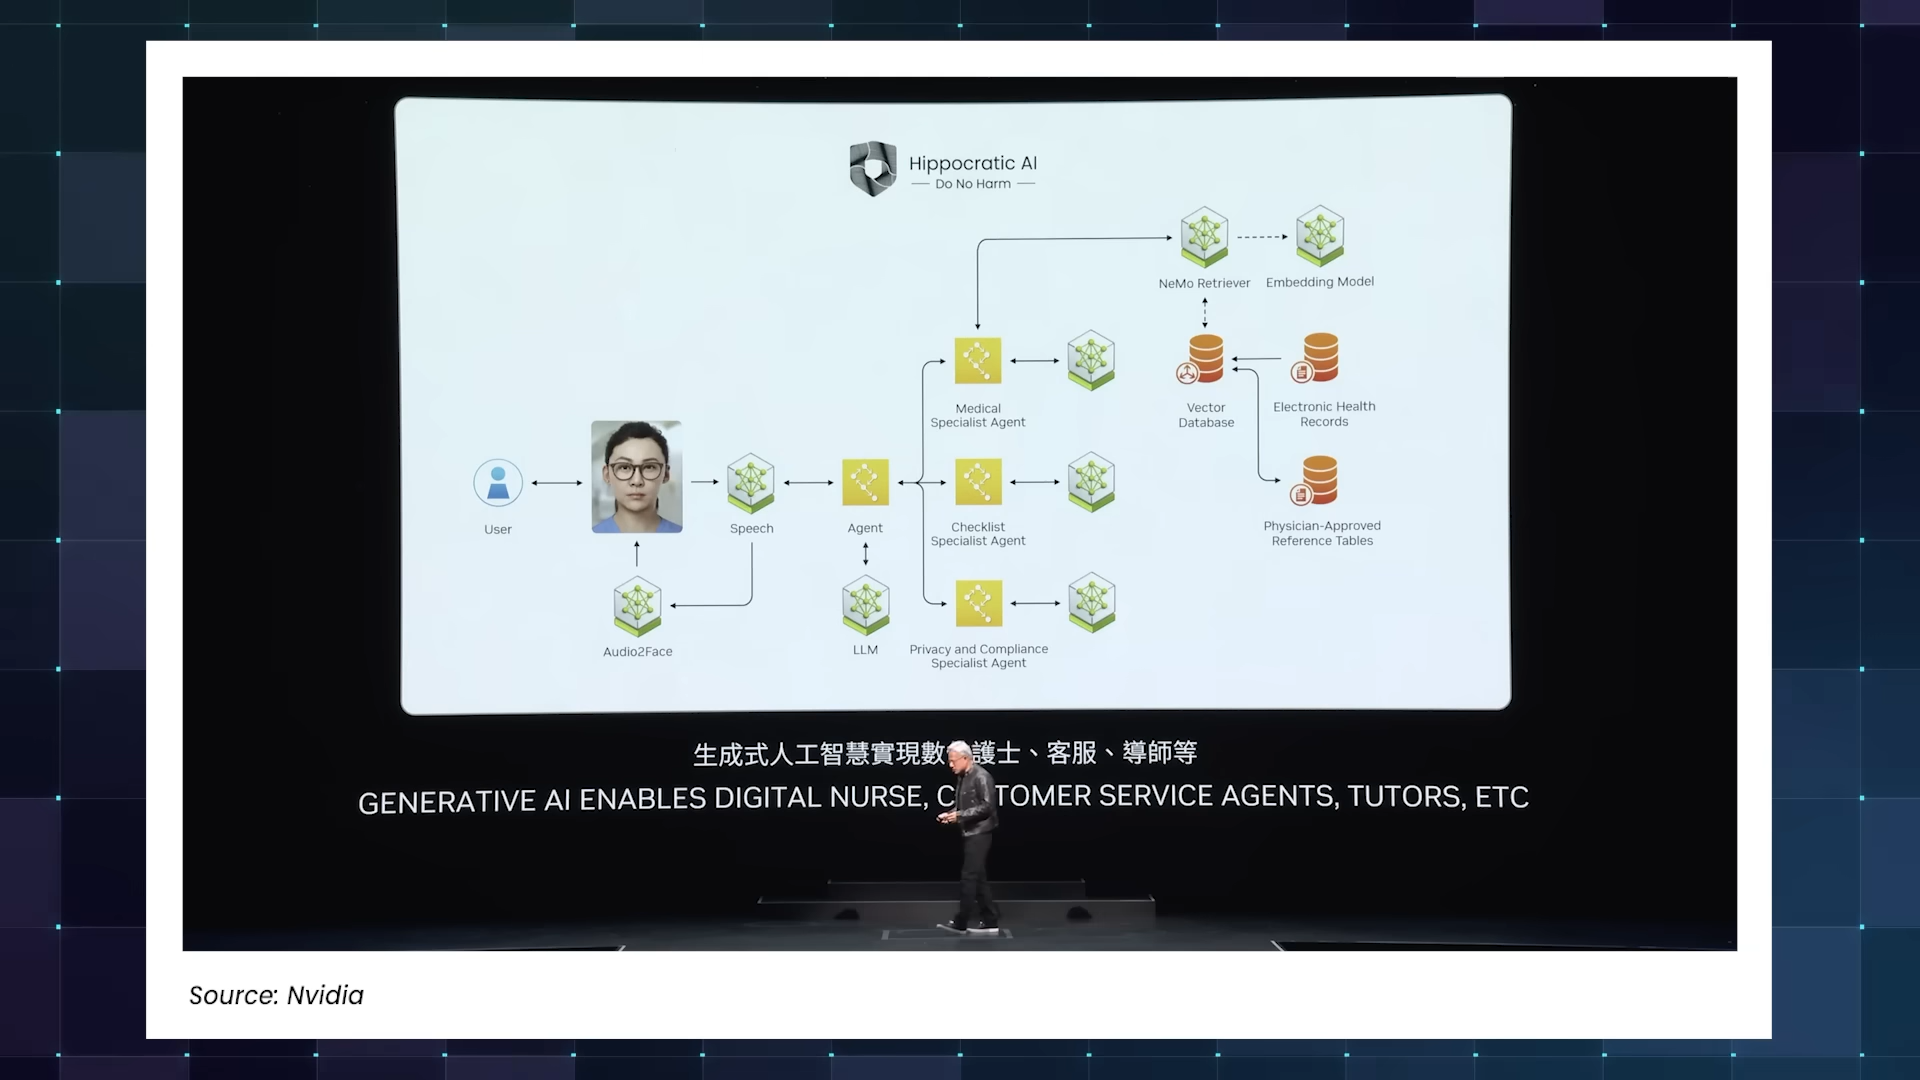 Hippocratic AI
Do No Harm
NeMo Retriever
Embedding Model
Medical
Specialist Agent
Vector
Database
Electronic Health
Records
User
Speech
Agent
Checklist
Specialist Agent
Physician-Approved
Reference Tables
Audio2Face
LLM
Privacy and Compliance
Specialist Agent
生成式人工智慧實現數護士、客服、導師等
GENERATIVE AI ENABLES DIGITAL NURSE, SERVICE AGENTS, TUTORS, ETC
Source: Nvidia